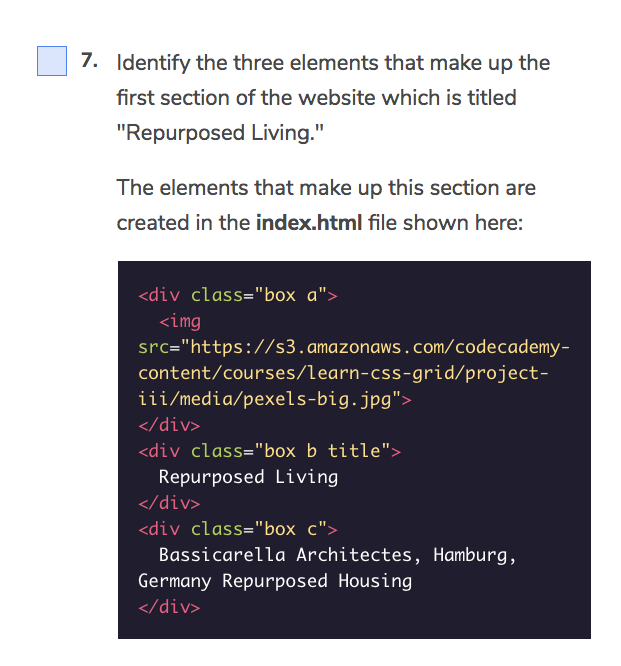 7. Identify the three elements that make up the
first section of the website which is titled
"Repurposed Living."
The elements that make up this section are
created in the index.html file shown here:
<div class="box a">
<img
src="https://s3.amazonaws.com/codecademy-
content/courses/learn-css-grid/project-
iii/media/pexels-big.jpg">
</div>
<div class="box b title">
Repurposed Living
</div>
<div class="box c">
Bassicarella Architectes, Hamburg,
Germany Repurposed Housing
</div>